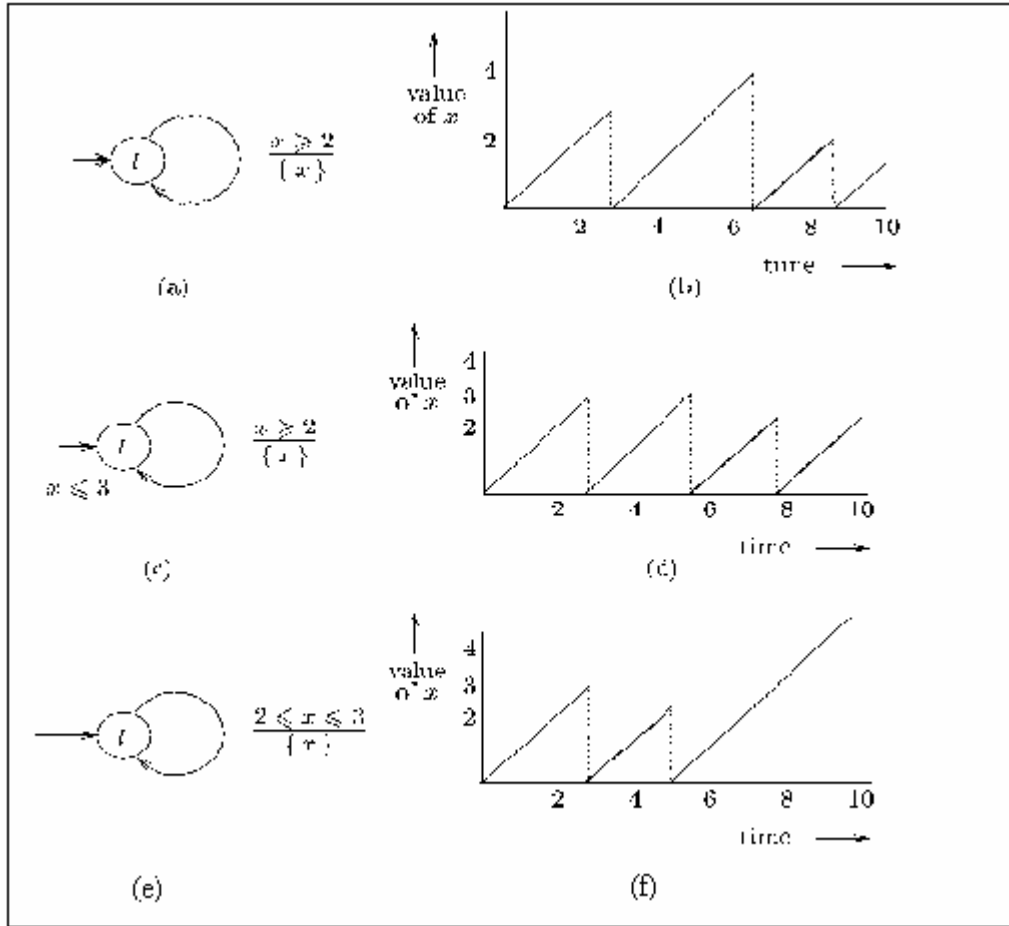 4
value
of x
2
l
x ⩾ 2
{ x }
2 4 6 8 10
time
(a)
(b)
4
value
3
of x
2
l
x ⩾ 2
{ x }
x ⩽ 3
2 4 6 8 10
time
(c)
(d)
4
value
3
of x
2
l
2 ⩽ x ⩽ 3
{ x }
2 4 6 8 10
time
(e)
(f)